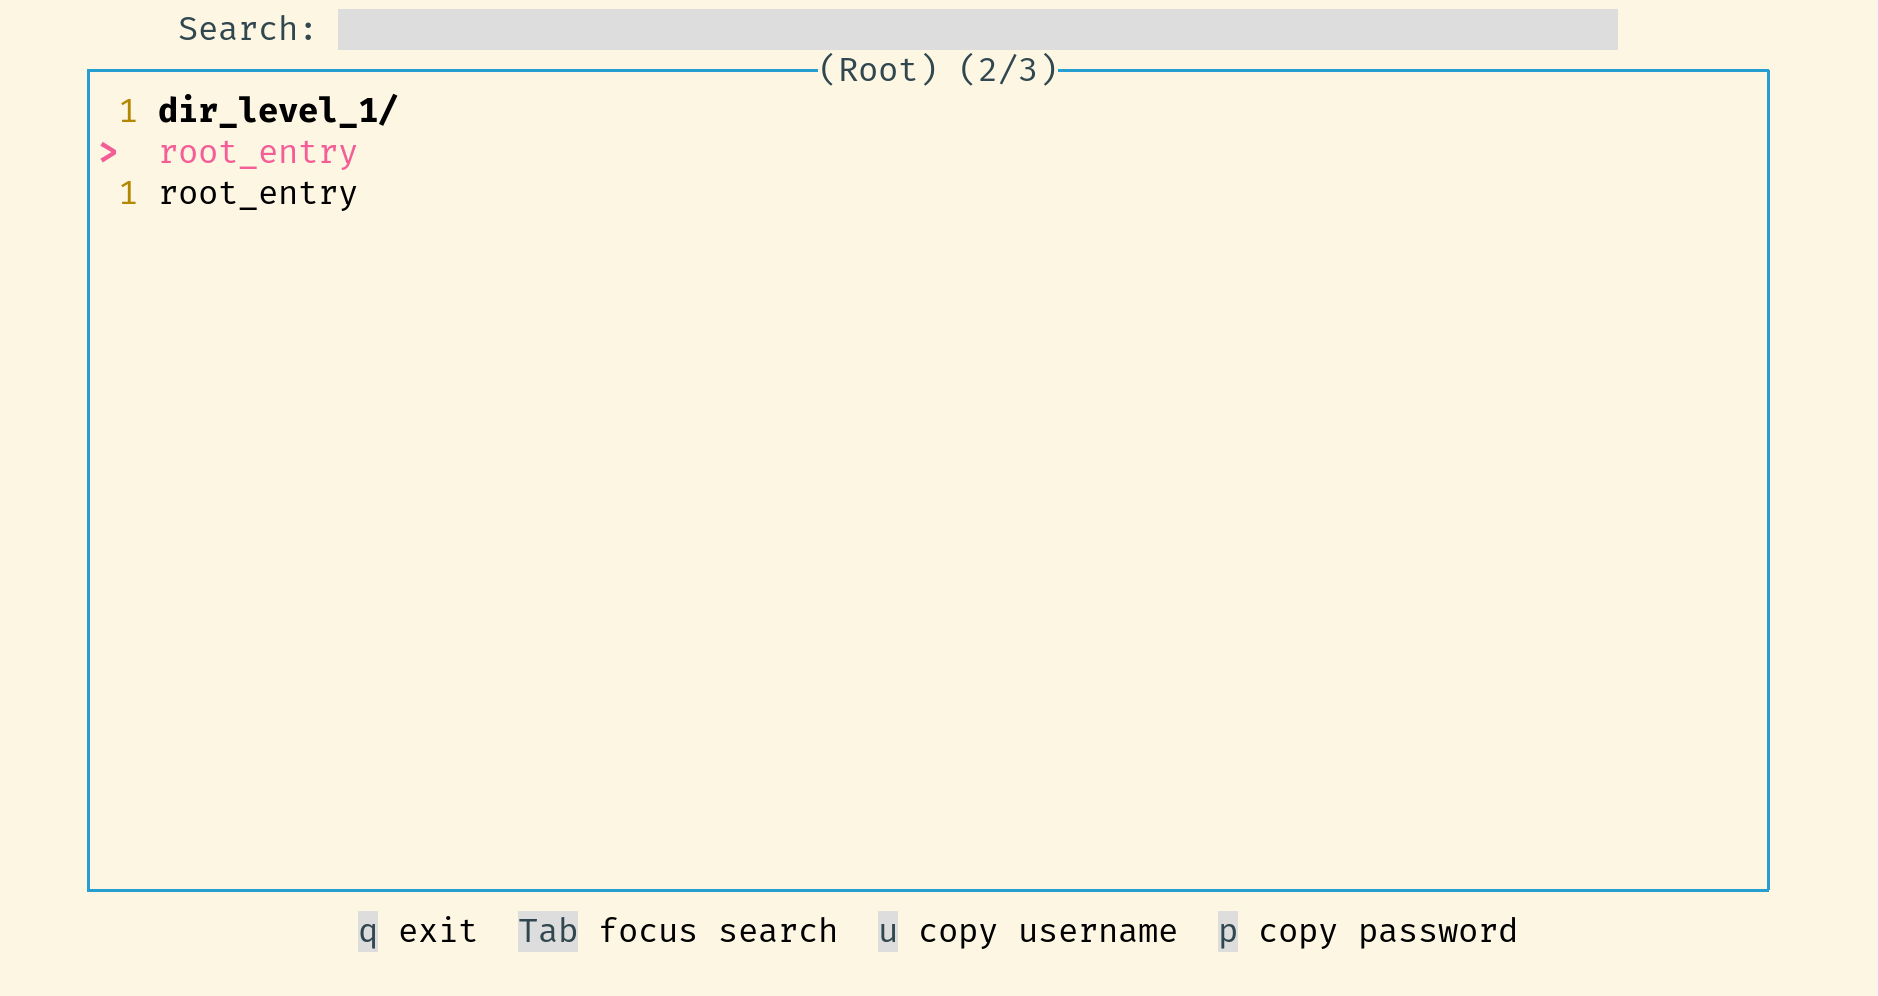 Search:
(Root) (2/3)
1 dir_level_1/
> root_entry
1 root_entry
q exit Tab focus search u copy username p copy password